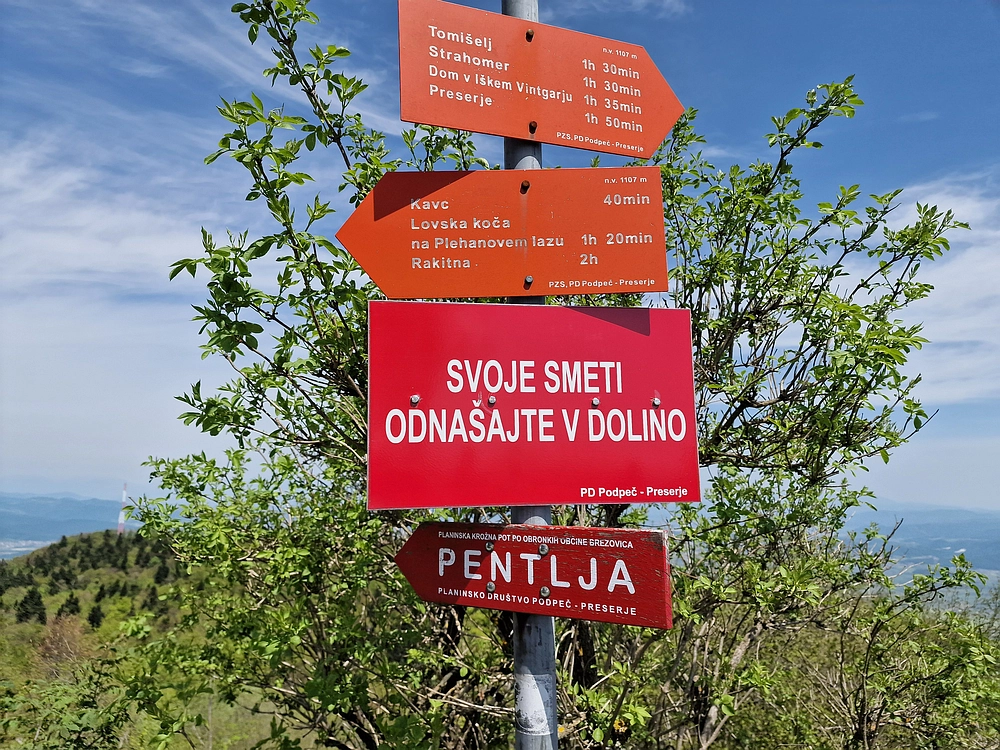 n.v. 1107 m
Tomišelj 1h 30min
Strahomer 1h 30min
Dom v Iškem Vintgarju 1h 35min
Preserje 1h 50min
PZS, PD Podpeč - Preserje
n.v. 1107 m
Kavc 40min
Lovska koča
na Plehanovem lazu 1h 20min
Rakitna 2h
PZS, PD Podpeč - Preserje
SVOJE SMETI
ODNAŠAJTE V DOLINO
PD Podpeč - Preserje
PLANINSKA KROŽNA POT PO OBRONKIH OBČINE BREZOVICA
PENTLJA
PLANINSKO DRUŠTVO PODPEČ - PRESERJE